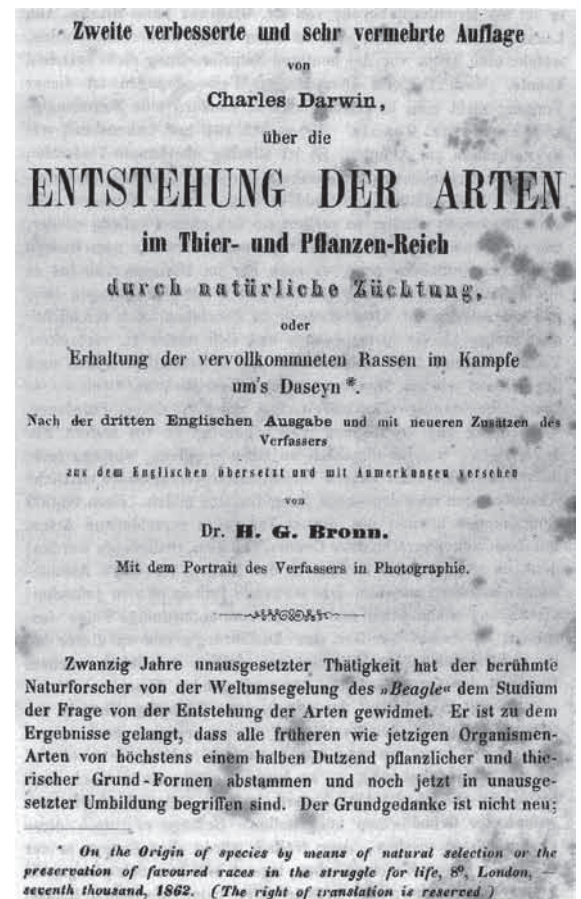 Zweite verbesserte und sehr vermehrte Auflage
von
Charles Darwin,
über die
ENTSTEHUNG DER ARTEN
im Thier- und Pflanzen-Reich
durch natürliche Züchtung,
oder
Erhaltung der vervollkommneten Rassen im Kampfe
um's Daseyn *.
Nach der dritten Englischen Ausgabe und mit neueren Zusätzen des
Verfassers
aus dem Englischen übersetzt und mit Anmerkungen versehen
von
Dr. H. G. Bronn.
Mit dem Portrait des Verfassers in Photographie.
Zwanzig Jahre unausgesetzter Thätigkeit hat der berühmte
Naturforscher von der Weltumsegelung des »Beagle« dem Studium
der Frage von der Entstehung der Arten gewidmet. Er ist zu dem
Ergebnisse gelangt, dass alle früheren wie jetzigen Organismen-
Arten von höchstens einem halben Dutzend pflanzlicher und thie-
rischer Grund-Formen abstammen und noch jetzt in unausge-
setzter Umbildung begriffen sind. Der Grundgedanke ist nicht neu;
* On the Origin of species by means of natural selection or the
preservation of favoured races in the struggle for life, 8⁰, London, —
seventh thousand, 1862. (The right of translation is reserved.)